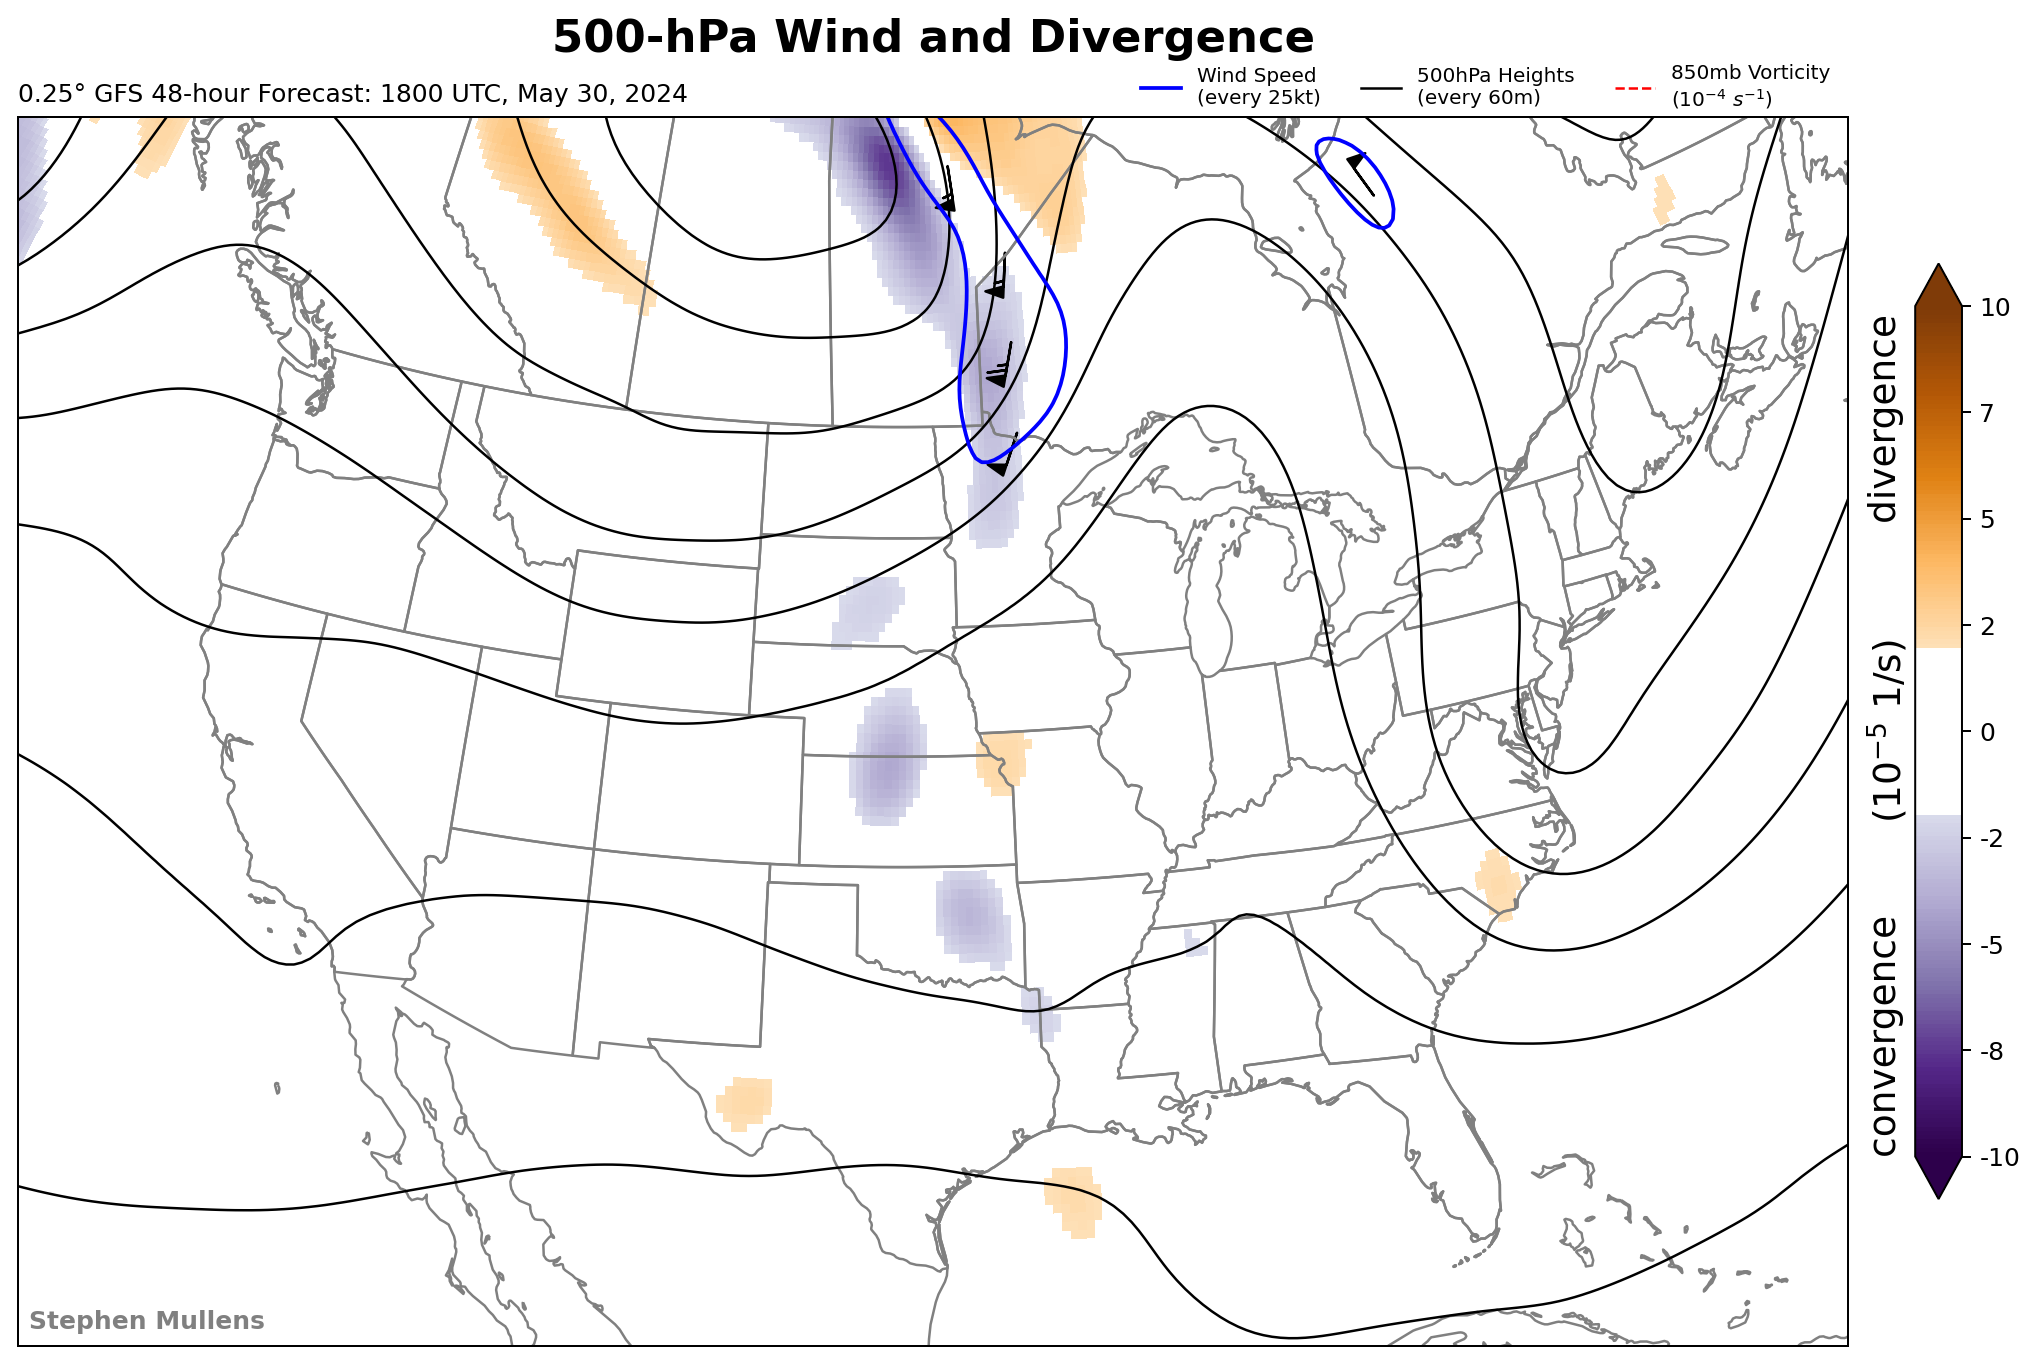 500-hPa Wind and Divergence
0.25° GFS 48-hour Forecast: 1800 UTC, May 30, 2024
Wind Speed
(every 25kt)
500hPa Heights
(every 60m)
850mb Vorticity
(10⁻⁴ s⁻¹)
10
7
5
2
0
-2
-5
-8
-10
divergence
(10⁻⁵ 1/s)
convergence
Stephen Mullens